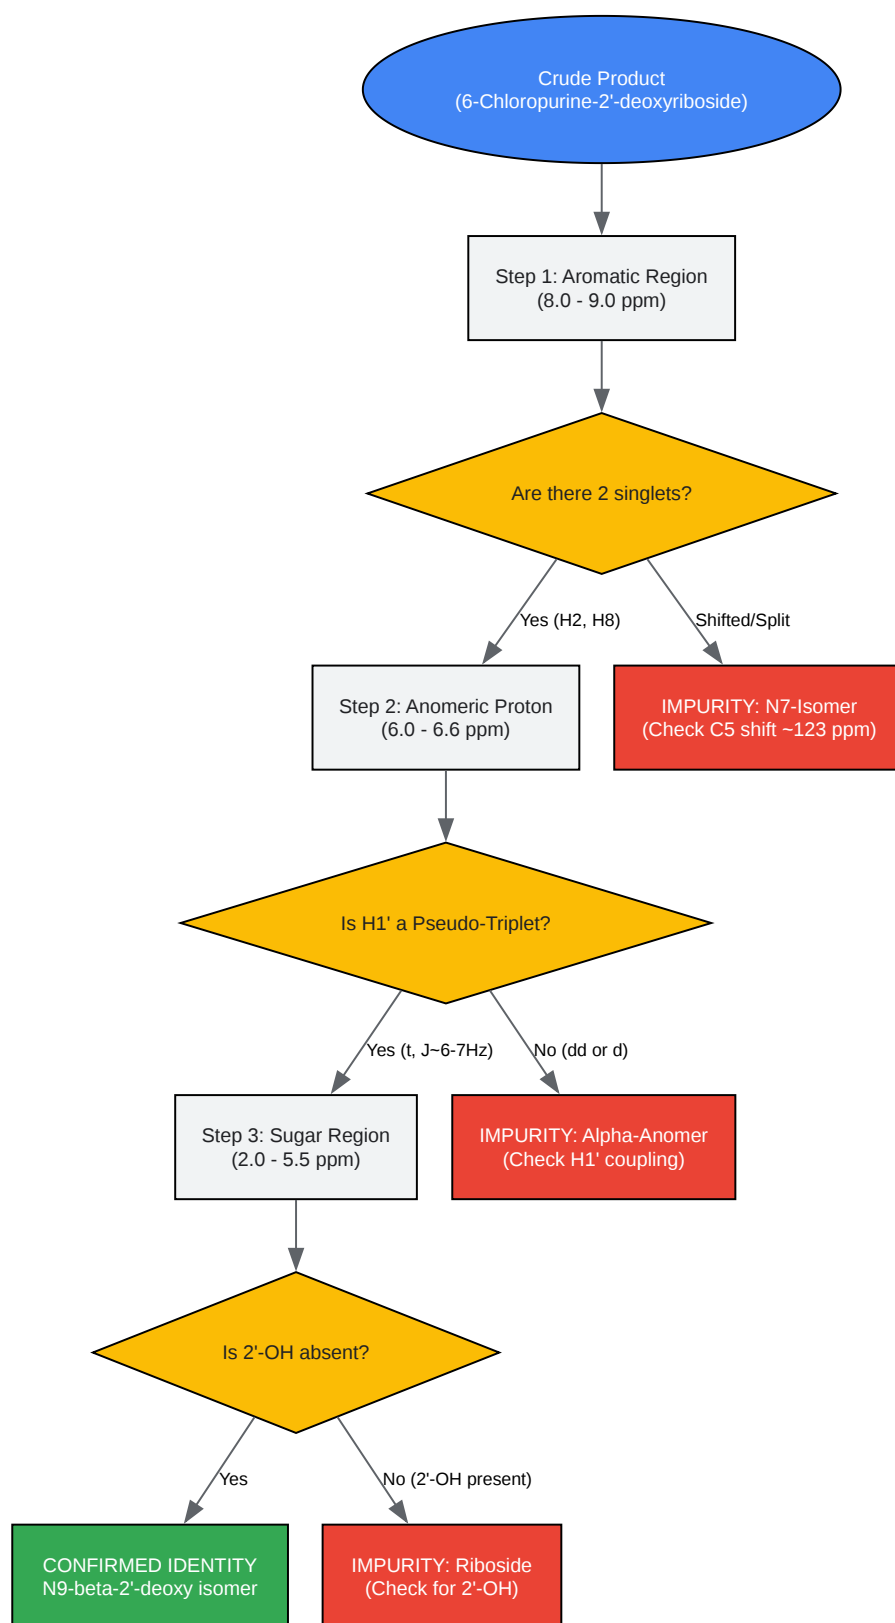 Crude Product
(6-Chloropurine-2'-deoxyriboside)
Step 1: Aromatic Region
(8.0 - 9.0 ppm)
Are there 2 singlets?
Yes (H2, H8)
Shifted/Split
Step 2: Anomeric Proton
(6.0 - 6.6 ppm)
IMPURITY: N7-Isomer
(Check C5 shift ~123 ppm)
Is H1' a Pseudo-Triplet?
Yes (t, J~6-7Hz)
No (dd or d)
Step 3: Sugar Region
(2.0 - 5.5 ppm)
IMPURITY: Alpha-Anomer
(Check H1' coupling)
Is 2'-OH absent?
Yes
No (2'-OH present)
CONFIRMED IDENTITY
N9-beta-2'-deoxy isomer
IMPURITY: Riboside
(Check for 2'-OH)